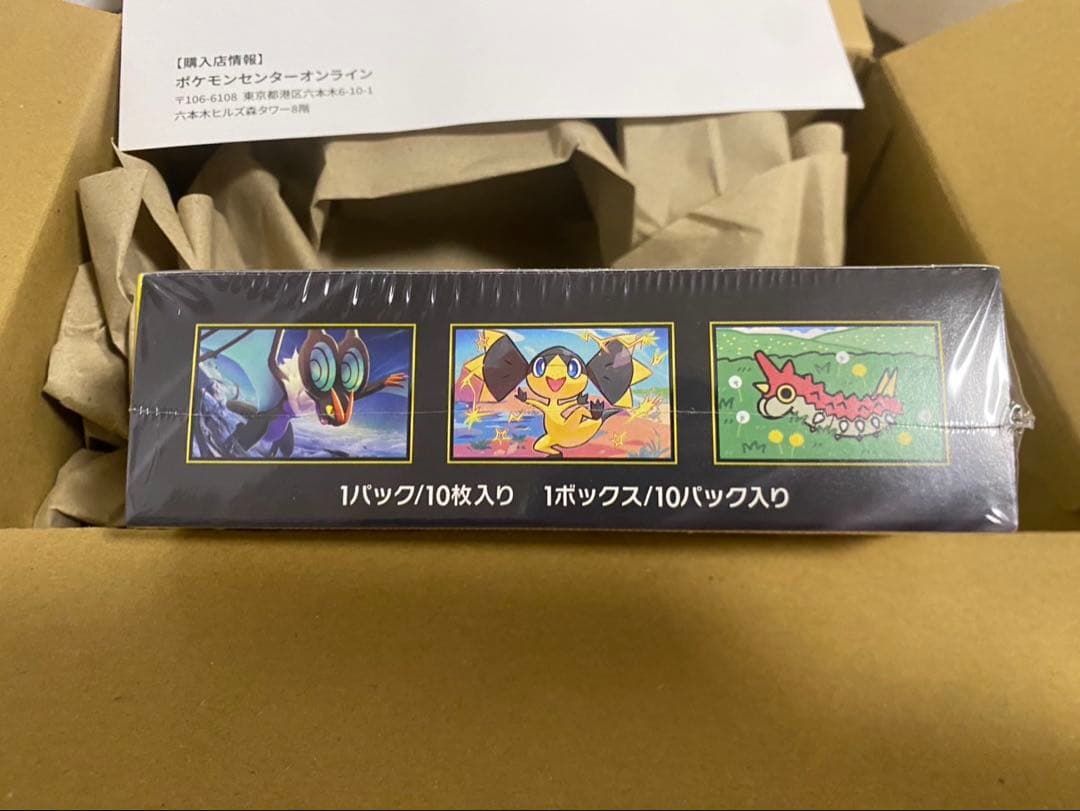 【購入店情報】
ポケモンセンターオンライン
〒106-6108 東京都港区六本木6-10-1
六本木ヒルズ森タワー8階
1パック/10枚入り 1ボックス/10パック入り